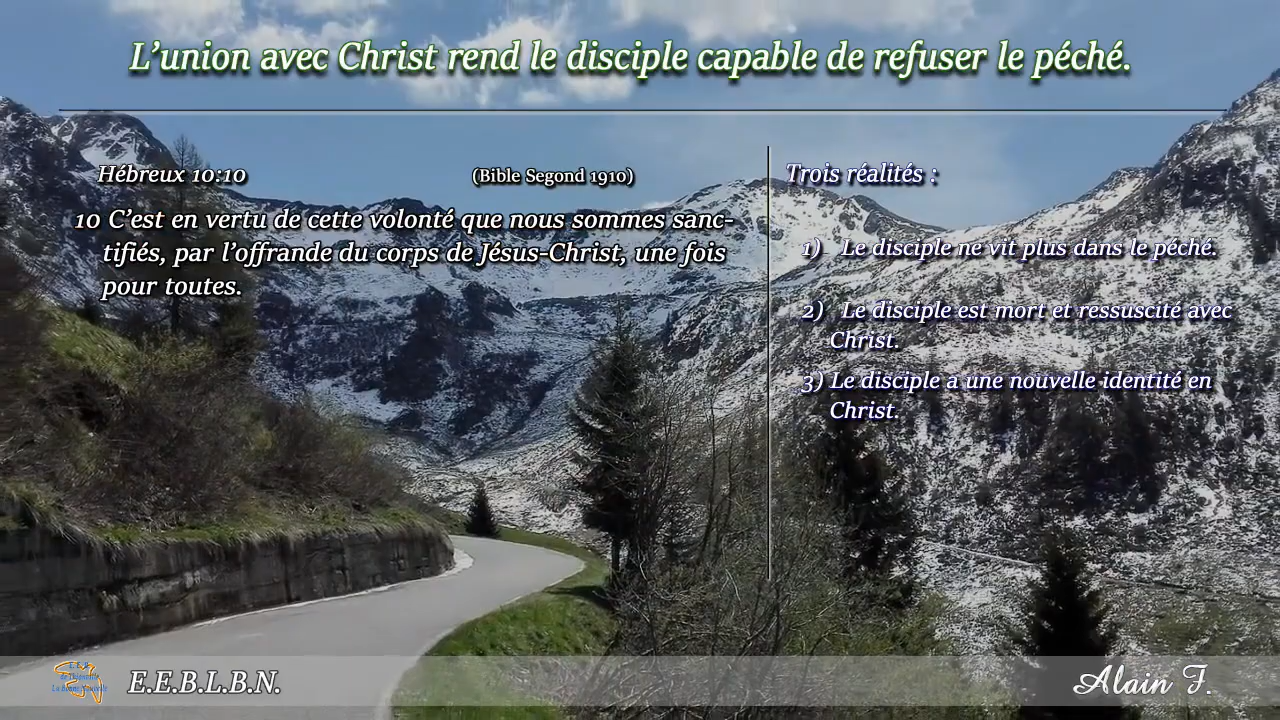 L’union avec Christ rend le disciple capable de refuser le péché.
Hébreux 10:10 (Bible Segond 1910)
10 C’est en vertu de cette volonté que nous sommes sanc-
tifiés, par l’offrande du corps de Jésus-Christ, une fois
pour toutes.
Trois réalités :
1) Le disciple ne vit plus dans le péché.
2) Le disciple est mort et ressuscité avec
Christ.
3) Le disciple a une nouvelle identité en
Christ.
La Bonne Nouvelle
E.E.B.L.B.N.
Alain F.